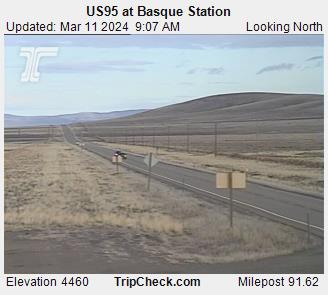 US95 at Basque Station
Updated: Mar 11 2024 9:07 AM Looking North
Elevation 4460 TripCheck.com Milepost 91.62